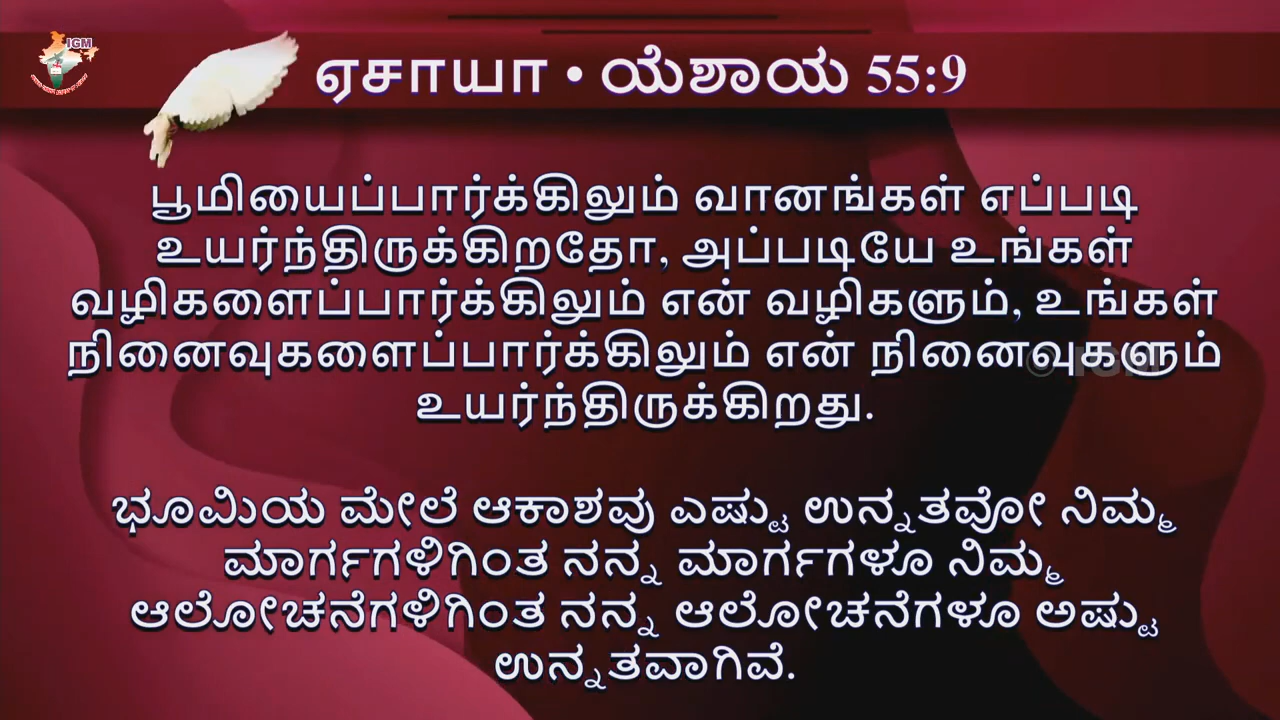 IGM
ஏசாயா • ಯೆಶಾಯ 55:9
பூமியைப்பார்க்கிலும் வானங்கள் எப்படி
உயர்ந்திருக்கிறதோ, அப்படியே உங்கள்
வழிகளைப்பார்க்கிலும் என் வழிகளும், உங்கள்
நினைவுகளைப்பார்க்கிலும் என் நினைவுகளும்
© IGM
உயர்ந்திருக்கிறது.
ಭೂಮಿಯ ಮೇಲೆ ಆಕಾಶವು ಎಷ್ಟು ಉನ್ನತವೋ ನಿಮ್ಮ
ಮಾರ್ಗಗಳಿಗಿಂತ ನನ್ನ ಮಾರ್ಗಗಳೂ ನಿಮ್ಮ
ಆಲೋಚನೆಗಳಿಗಿಂತ ನನ್ನ ಆಲೋಚನೆಗಳೂ ಅಷ್ಟು
ಉನ್ನತವಾಗಿವೆ.